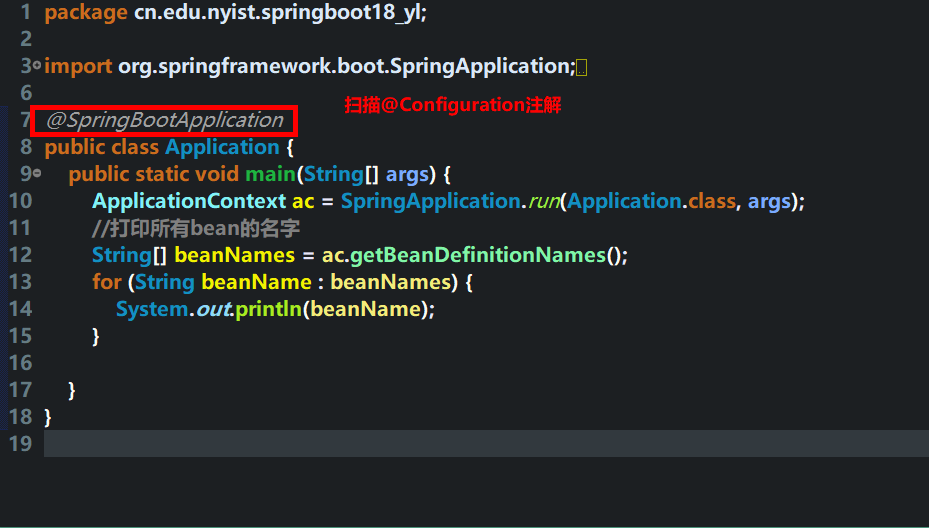 1 package cn.edu.nyist.springboot18_yl;
2
3 import org.springframework.boot.SpringApplication;
6
扫描@Configuration注解
7 @SpringBootApplication
8 public class Application {
9 public static void main(String[] args) {
10 ApplicationContext ac = SpringApplication.run(Application.class, args);
11 //打印所有bean的名字
12 String[] beanNames = ac.getBeanDefinitionNames();
13 for (String beanName : beanNames) {
14 System.out.println(beanName);
15 }
16
17 }
18 }
19